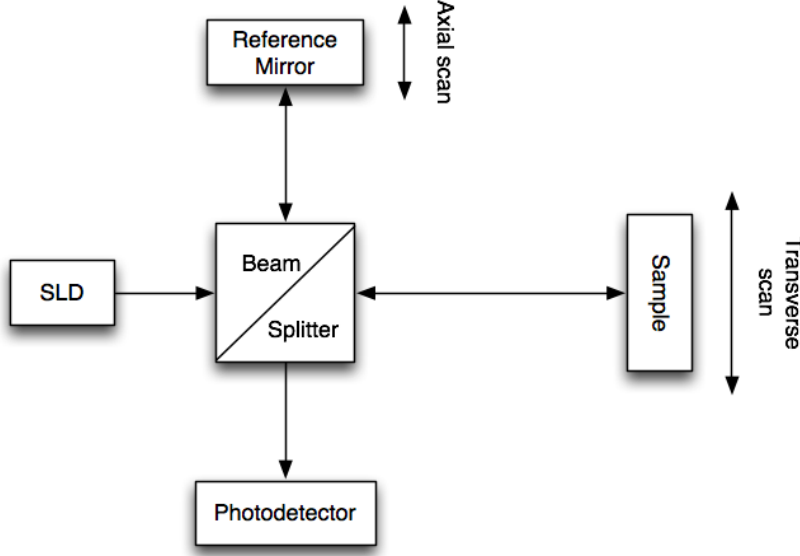 Reference
Mirror
Axial scan
Beam
Splitter
SLD
Sample
Transverse
scan
Photodetector